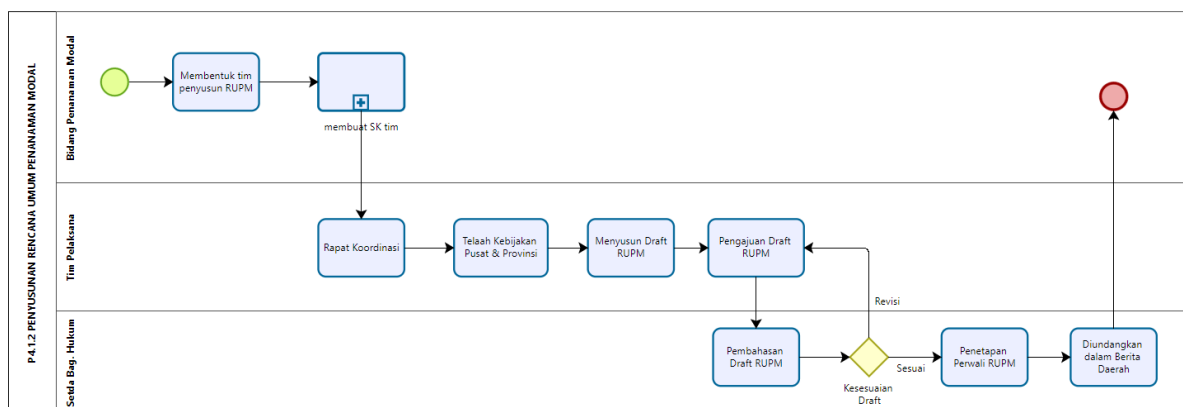 P4.1.2 PENYUSUNAN RENCANA UMUM PENANAMAN MODAL
Bidang Penanaman Modal
Membentuk tim
penyusun RUPM
membuat SK tim
Tim Pelaksana
Rapat Koordinasi
Telaah Kebijakan
Pusat & Provinsi
Menyusun Draft
RUPM
Pengajuan Draft
RUPM
Revisi
Setda Bag. Hukum
Pembahasan
Draft RUPM
Kesesuaian
Draft
Sesuai
Penetapan
Perwali RUPM
Diundangkan
dalam Berita
Daerah